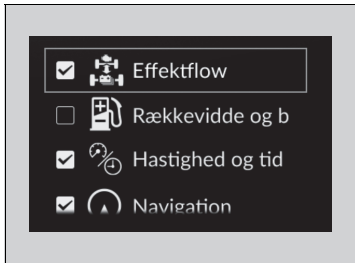 Effektflow
Rækkevidde og b
Hastighed og tid
Navigation